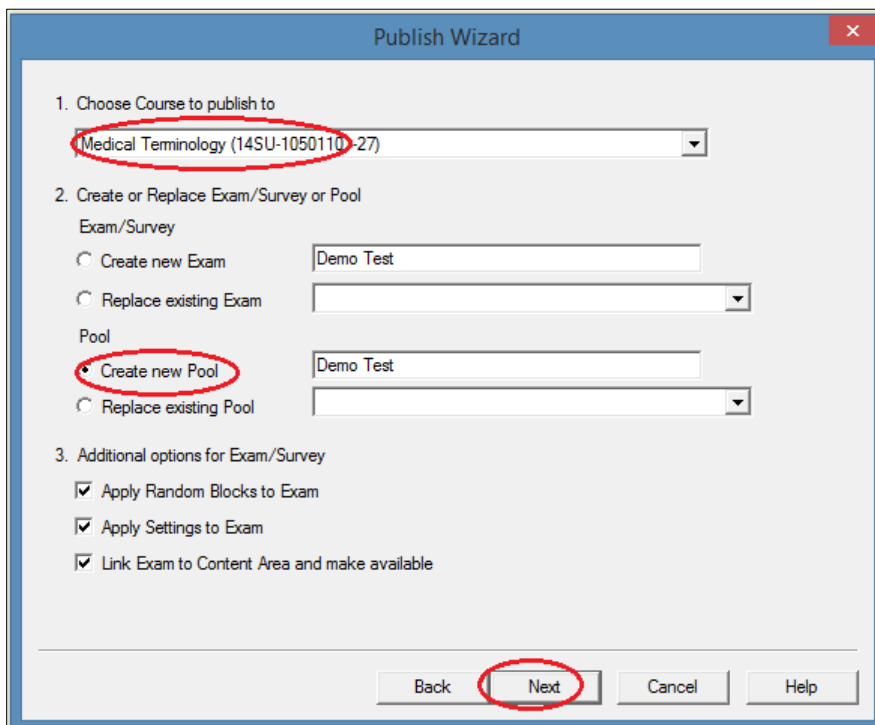 Publish Wizard
1. Choose Course to publish to
Medical Terminology (14SU-1050110 -27)
2. Create or Replace Exam/Survey or Pool
Exam/Survey
Create new Exam Demo Test
Replace existing Exam
Pool
Create new Pool Demo Test
Replace existing Pool
3. Additional options for Exam/Survey
Apply Random Blocks to Exam
Apply Settings to Exam
Link Exam to Content Area and make available
Back Next Cancel Help